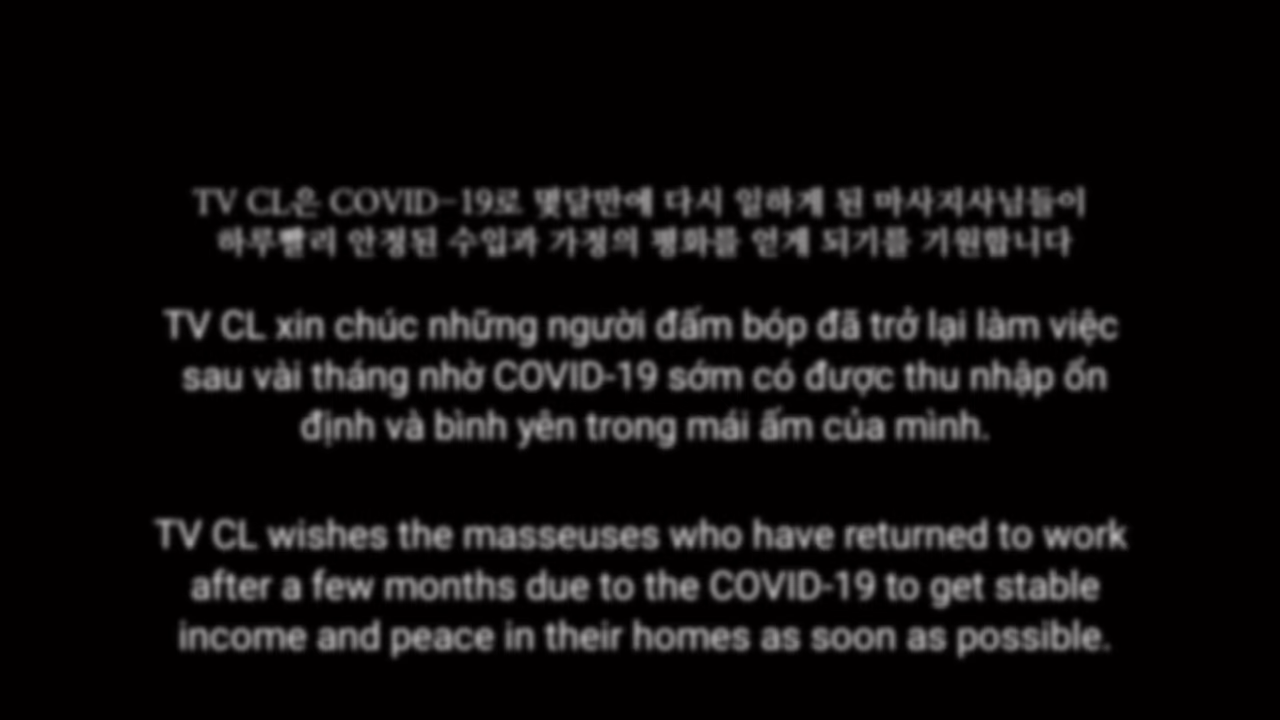 TV CL은 COVID-19로 몇달만에 다시 일하게 된 마사지사님들이
하루빨리 안정된 수입과 가정의 평화를 얻게 되기를 기원합니다
TV CL xin chúc những người đấm bóp đã trở lại làm việc
sau vài tháng nhờ COVID-19 sớm có được thu nhập ổn
định và bình yên trong mái ấm của mình.
TV CL wishes the masseuses who have returned to work
after a few months due to the COVID-19 to get stable
income and peace in their homes as soon as possible.